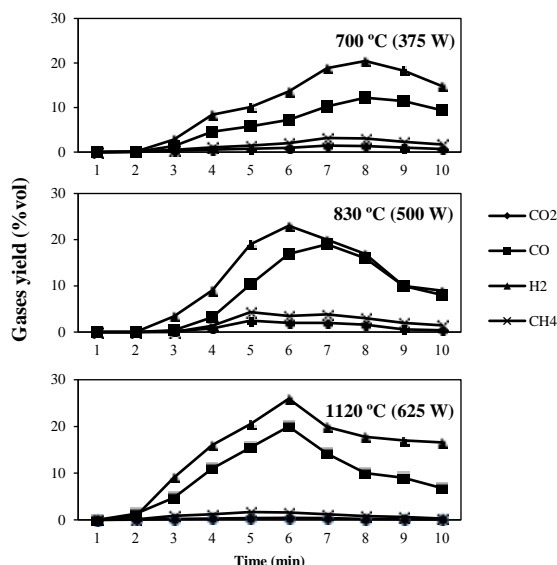 700 ºC (375 W)
30
20
10
0
1 2 3 4 5 6 7 8 9 10
830 ºC (500 W)
30
20
10
0
1 2 3 4 5 6 7 8 9 10
1120 ºC (625 W)
30
20
10
0
1 2 3 4 5 6 7 8 9 10
Gases yield (%vol)
Time (min)
CO2
CO
H2
CH4